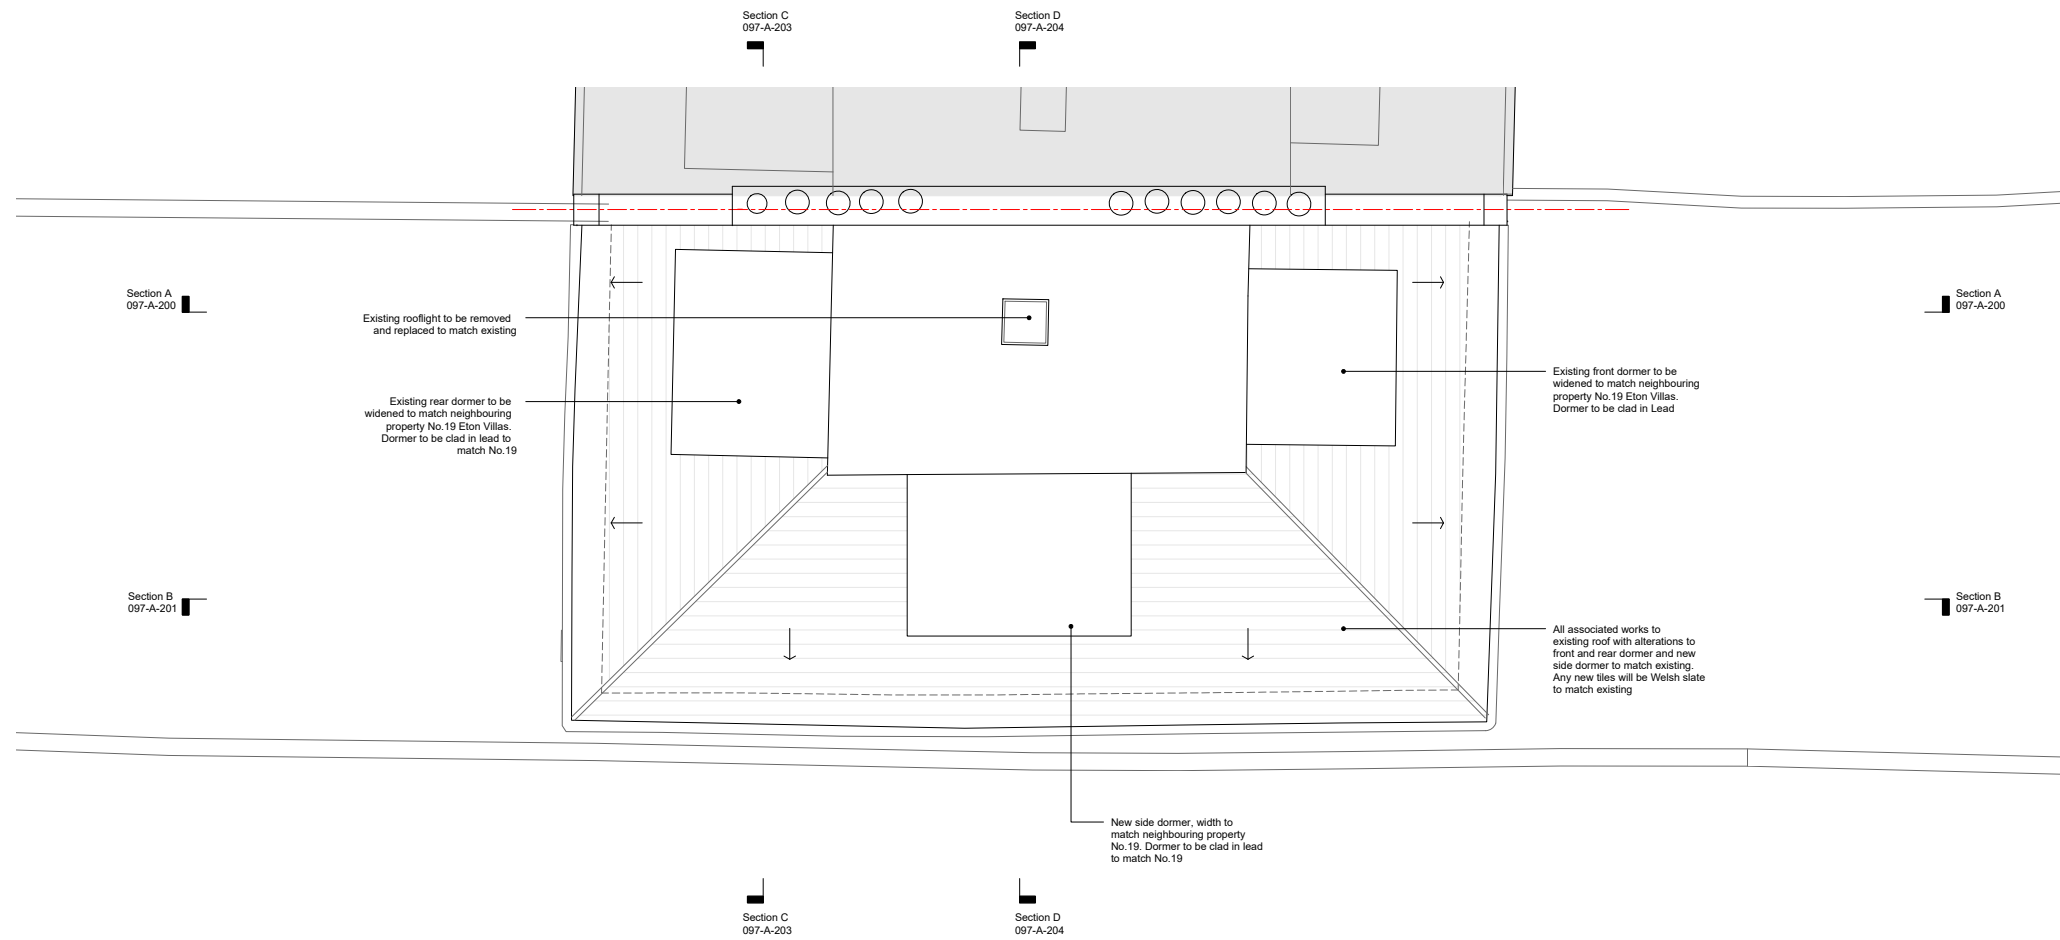 Section C
097-A-203
Section D
097-A-204
Section A
097-A-200
Section A
097-A-200
Existing rooflight to be removed
and replaced to match existing
Existing front dormer to be
widened to match neighbouring
property No.19 Eton Villas.
Dormer to be clad in Lead
Existing rear dormer to be
widened to match neighbouring
property No.19 Eton Villas.
Dormer to be clad in lead to
match No.19
Section B
097-A-201
Section B
097-A-201
All associated works to
existing roof with alterations to
front and rear dormer and new
side dormer to match existing.
Any new tiles will be Welsh slate
to match existing
New side dormer, width to
match neighbouring property
No.19. Dormer to be clad in lead
to match No.19
Section C
097-A-203
Section D
097-A-204